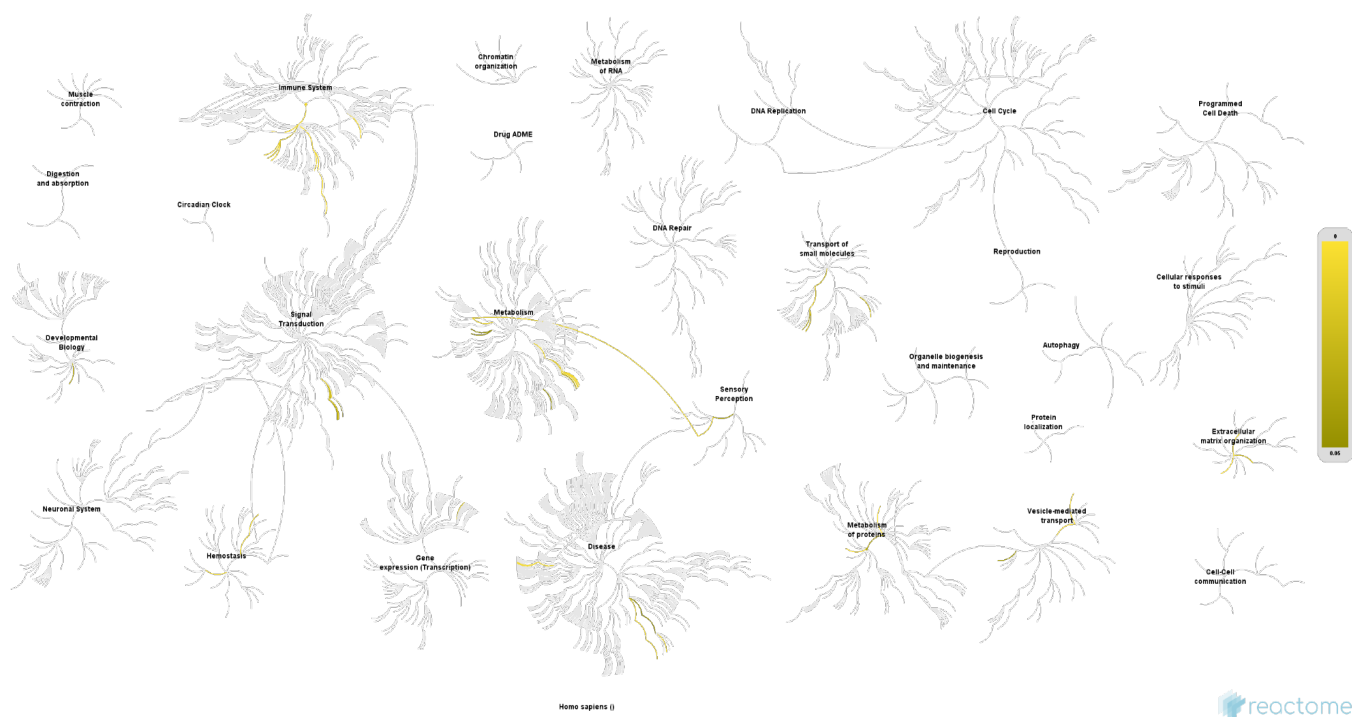 Chromatin
organization
Metabolism
of RNA
Immune System
Muscle
contraction
DNA Replication
Cell Cycle
Programmed
Cell Death
Drug ADME
Digestion
and absorption
Circadian Clock
DNA Repair
Transport of
small molecules
Reproduction
0
Cellular responses
to stimuli
Signal
Transduction
Metabolism
Developmental
Biology
Autophagy
Organelle biogenesis
and maintenance
Sensory
Perception
Protein
localization
Extracellular
matrix organization
0.05
Neuronal System
Metabolism
of proteins
Vesicle-mediated
transport
Hemostasis
Gene
expression (Transcription)
Disease
Cell-Cell
communication
Homo sapiens ()
reactome